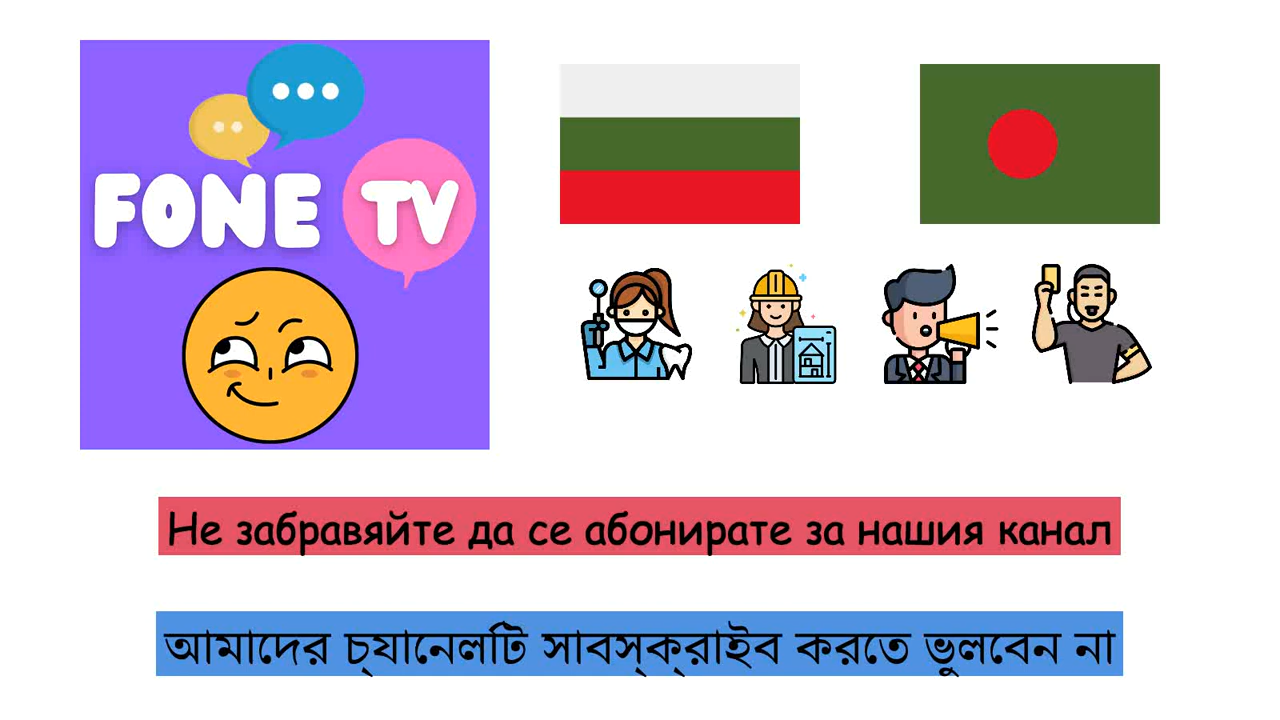 FONE TV
Не забравяйте да се абонирате за нашия канал
আমাদের চ্যানেলটি সাবস্ক্রাইব করতে ভুলবেন না